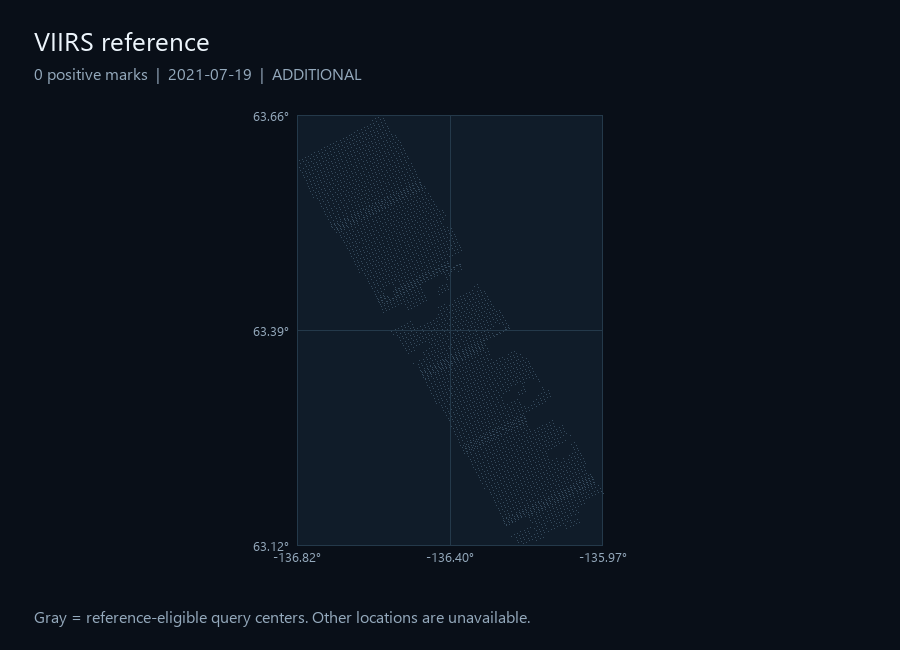 VIIRS reference
0 positive marks | 2021-07-19 | ADDITIONAL
63.66°
63.39°
63.12°
-136.82°
-136.40°
-135.97°
Gray = reference-eligible query centers. Other locations are unavailable.